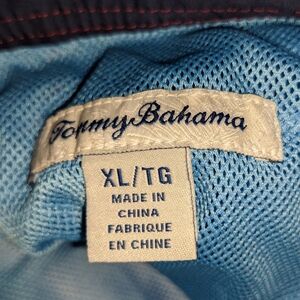 Tommy Bahama
XL/TG
MADE IN
CHINA
FABRIQUE
EN CHINE